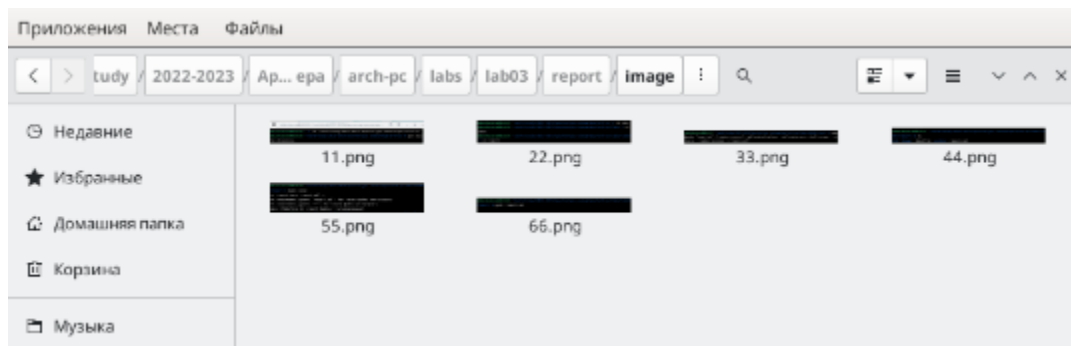 Приложения Места Файлы
tudy / 2022-2023 / Ap... ера / arch-pc / labs / lab03 / report / image
Недавние
11.png 22.png 33.png 44.png
Избранные
Домашняя папка
55.png 66.png
Корзина
Музыка